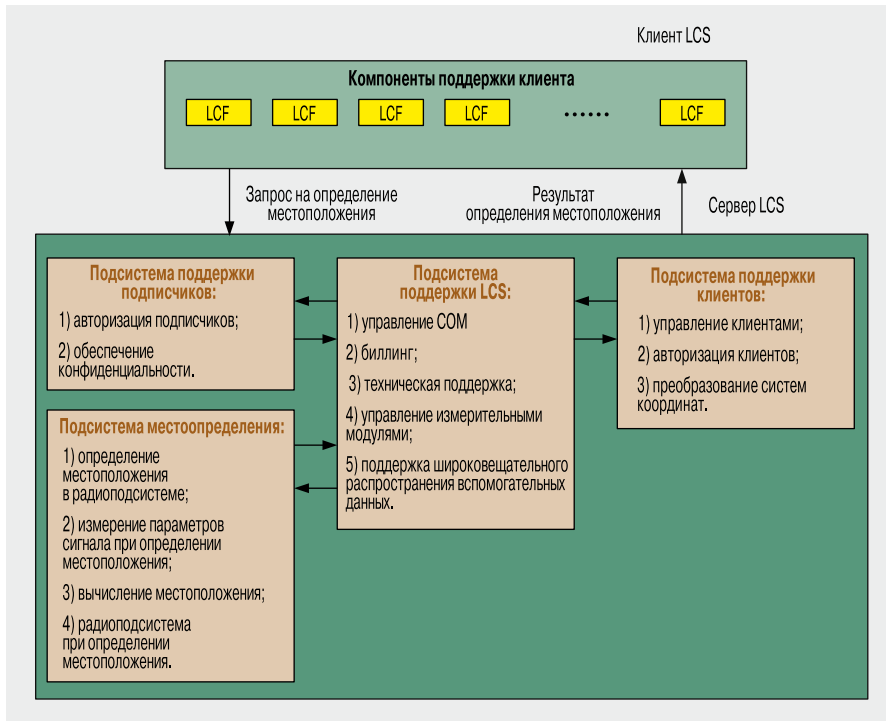 Клиент LCS
Компоненты поддержки клиента
LCF
LCF
LCF
LCF
......
LCF
Запрос на определение
местоположения
Результат
определения местоположения
Сервер LCS
Подсистема поддержки
подписчиков:
1) авторизация подписчиков;
2) обеспечение
конфиденциальности.
Подсистема местоопределения:
1) определение
местоположения
в радиоподсистеме;
2) измерение параметров
сигнала при определении
местоположения;
3) вычисление местоположения;
4) радиоподсистема
при определении
местоположения.
Подсистема
поддержки LCS:
1) управление СОМ
2) биллинг;
3) техническая поддержка;
4) управление измерительными
модулями;
5) поддержка широковещательного
распространения вспомогательных
данных.
Подсистема поддержки
клиентов:
1) управление клиентами;
2) авторизация клиентов;
3) преобразование систем
координат.